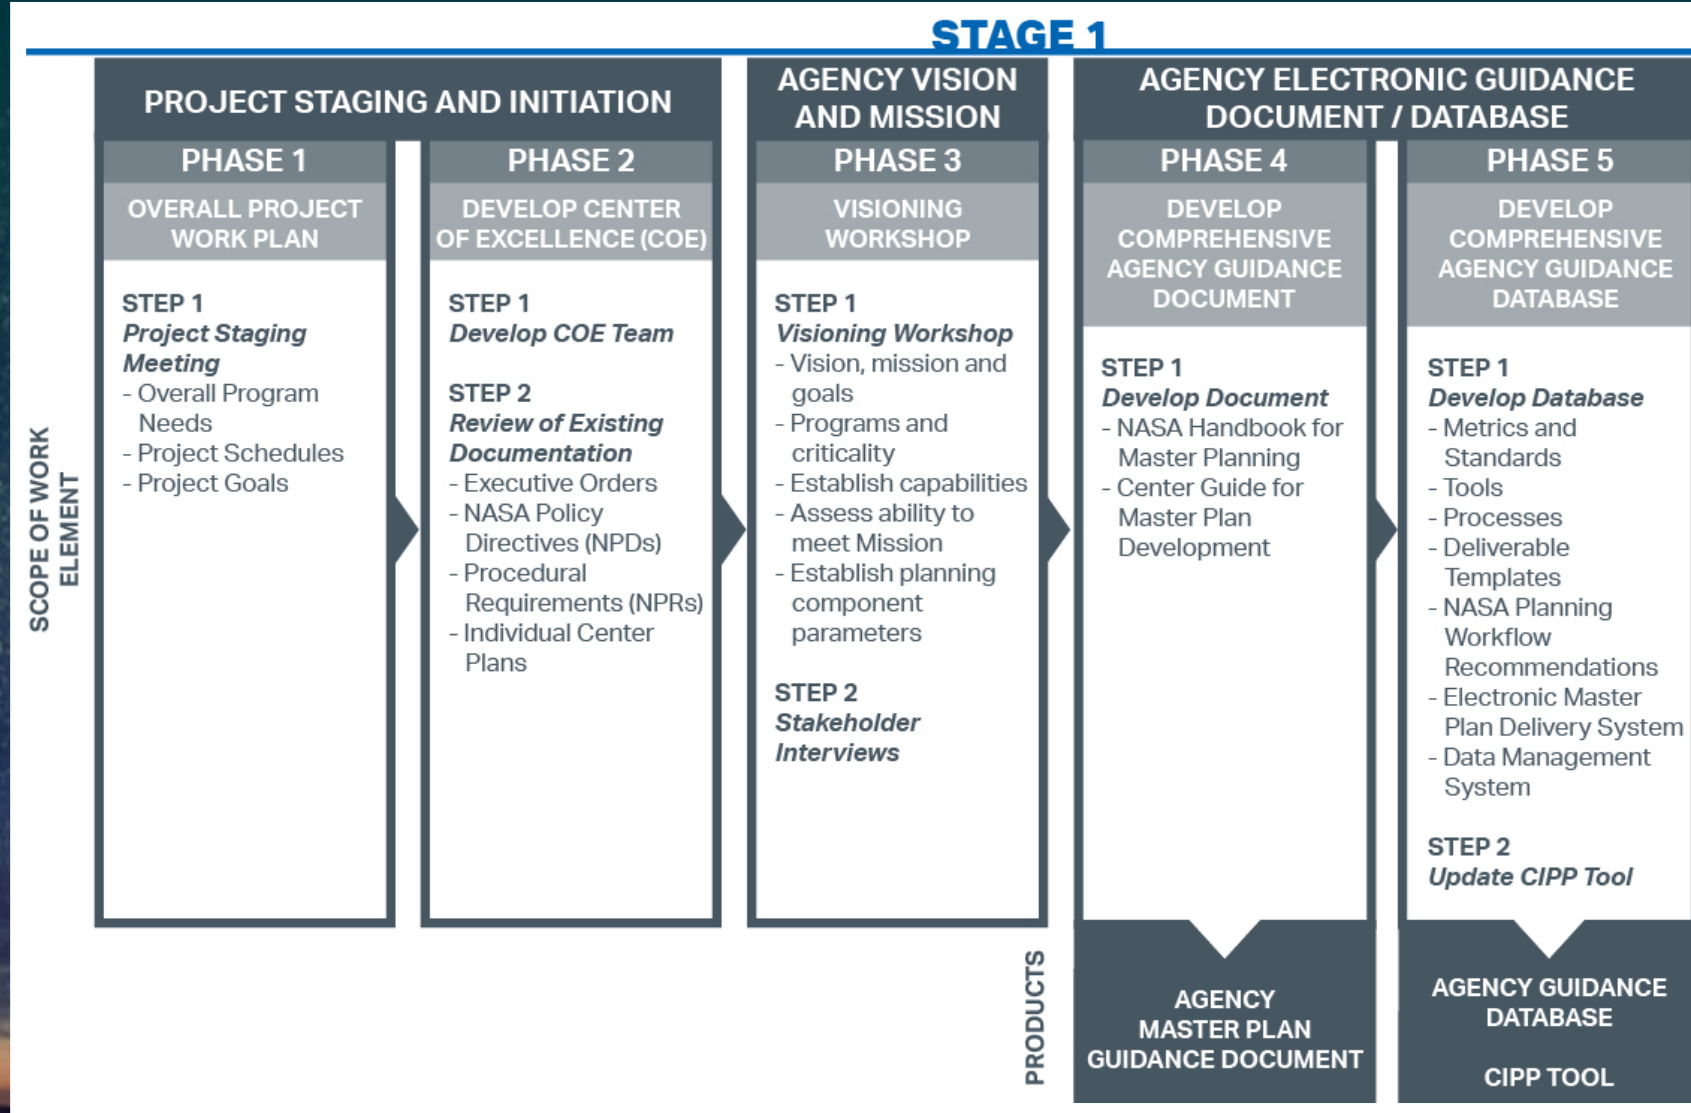 STAGE 1
PROJECT STAGING AND INITIATION
PHASE 1
OVERALL PROJECT
WORK PLAN
STEP 1
Project Staging
Meeting
- Overall Program
Needs
- Project Schedules
- Project Goals
PHASE 2
DEVELOP CENTER
OF EXCELLENCE (COE)
STEP 1
Develop COE Team
STEP 2
Review of Existing
Documentation
- Executive Orders
- NASA Policy
Directives (NPDs)
- Procedural
Requirements (NPRs)
- Individual Center
Plans
AGENCY VISION
AND MISSION
PHASE 3
VISIONING
WORKSHOP
STEP 1
Visioning Workshop
- Vision, mission and
goals
- Programs and
criticality
- Establish capabilities
- Assess ability to
meet Mission
- Establish planning
component
parameters
STEP 2
Stakeholder
Interviews
AGENCY ELECTRONIC GUIDANCE
DOCUMENT / DATABASE
PHASE 4
DEVELOP
COMPREHENSIVE
AGENCY GUIDANCE
DOCUMENT
STEP 1
Develop Document
- NASA Handbook for
Master Planning
- Center Guide for
Master Plan
Development
PHASE 5
DEVELOP
COMPREHENSIVE
AGENCY GUIDANCE
DATABASE
STEP 1
Develop Database
- Metrics and
Standards
- Tools
- Processes
- Deliverable
Templates
- NASA Planning
Workflow
Recommendations
- Electronic Master
Plan Delivery System
- Data Management
System
STEP 2
Update CIPP Tool
SCOPE OF WORK
ELEMENT
PRODUCTS
AGENCY
MASTER PLAN
GUIDANCE DOCUMENT
AGENCY GUIDANCE
DATABASE
CIPP TOOL